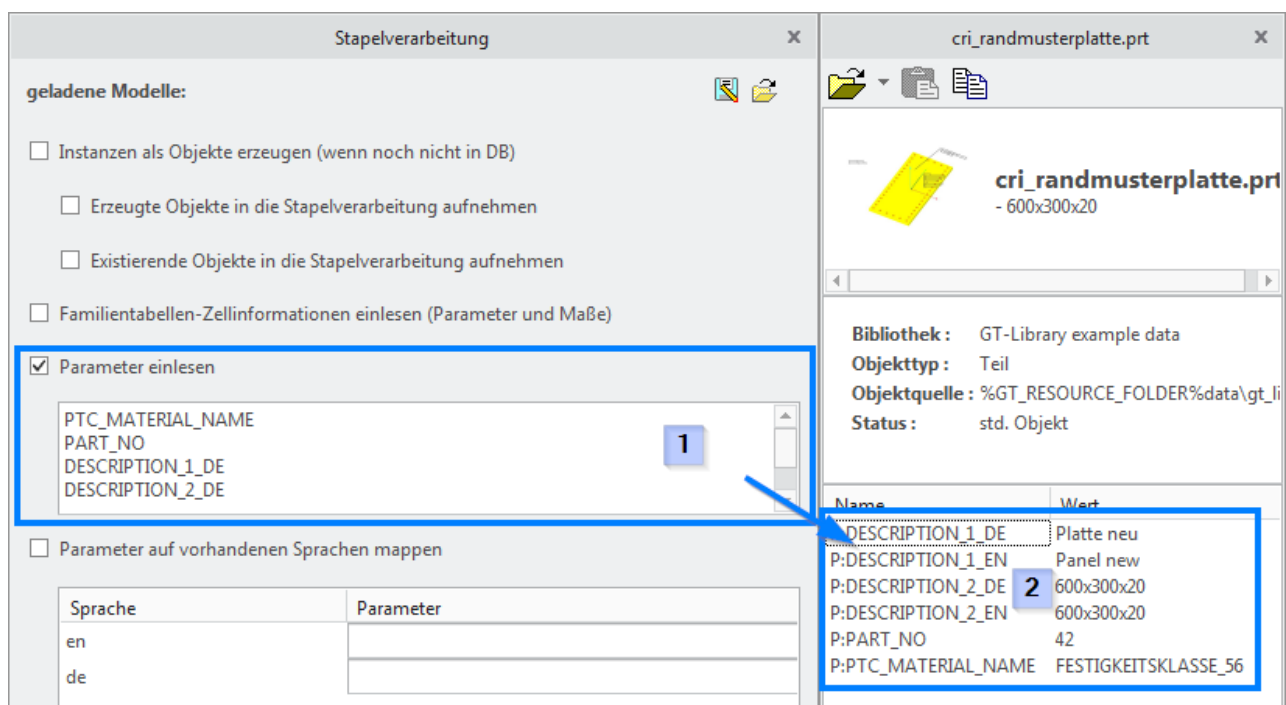 Stapelverarbeitung x
geladene Modelle:
Instanzen als Objekte erzeugen (wenn noch nicht in DB)
Erzeugte Objekte in die Stapelverarbeitung aufnehmen
Existierende Objekte in die Stapelverarbeitung aufnehmen
Familientabellen-Zellinformationen einlesen (Parameter und Maße)
Parameter einlesen
PTC_MATERIAL_NAME
PART_NO
DESCRIPTION_1_DE
DESCRIPTION_2_DE
1
Parameter auf vorhandenen Sprachen mappen
Sprache Parameter
en
de
cri_randmusterplatte.prt x
cri_randmusterplatte.prt
- 600x300x20
Bibliothek : GT-Library example data
Objekttyp : Teil
Objektquelle : %GT_RESOURCE_FOLDER%data\gt_li
Status : std. Objekt
Name Wert
DESCRIPTION_1_DE Platte neu
P:DESCRIPTION_1_EN Panel new
P:DESCRIPTION_2_DE 2 600x300x20
P:DESCRIPTION_2_EN 600x300x20
P:PART_NO 42
P:PTC_MATERIAL_NAME FESTIGKEITSKLASSE_56